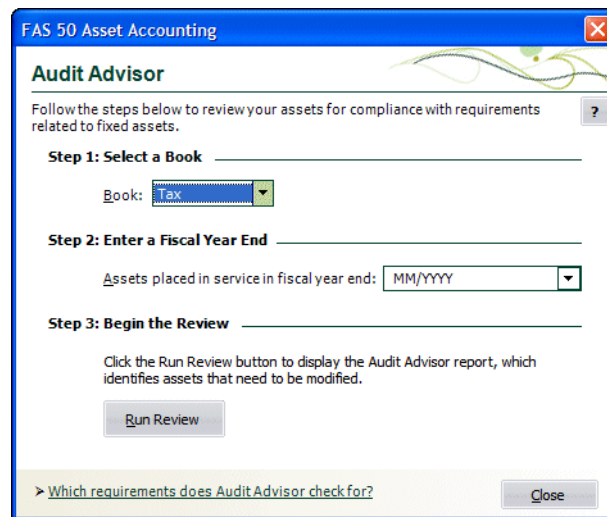 FAS 50 Asset Accounting
Audit Advisor
Follow the steps below to review your assets for compliance with requirements
related to fixed assets.
?
Step 1: Select a Book
Book: Tax
Step 2: Enter a Fiscal Year End
Assets placed in service in fiscal year end: MM/YYYY
Step 3: Begin the Review
Click the Run Review button to display the Audit Advisor report, which
identifies assets that need to be modified.
Run Review
Which requirements does Audit Advisor check for?
Close